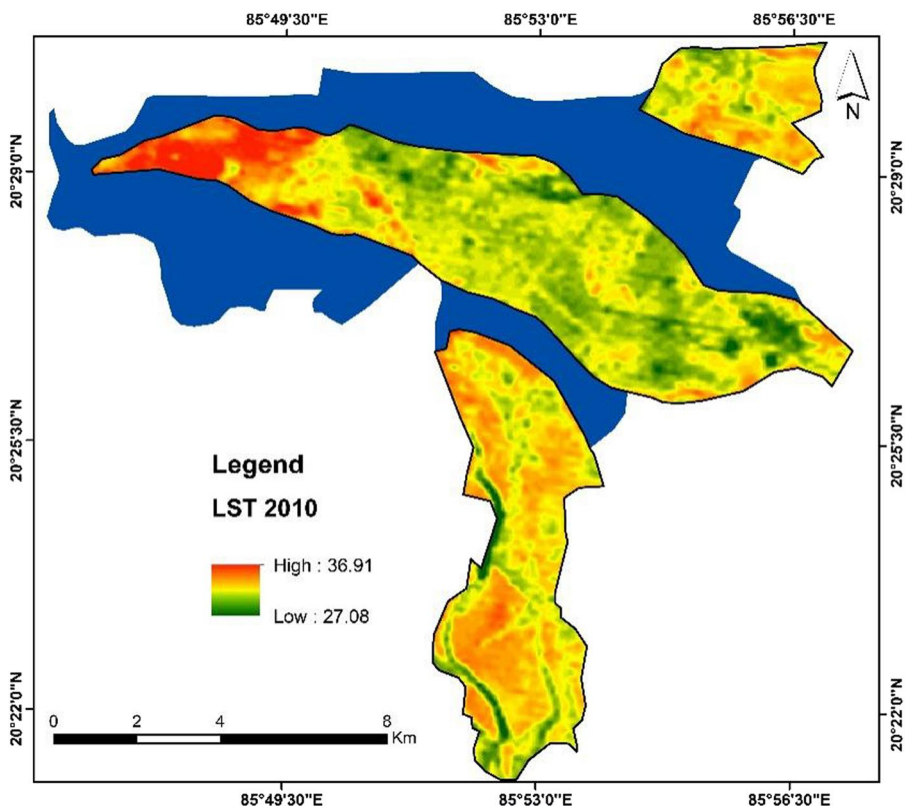 85°49'30"E 85°53'0"E 85°56'30"E
N
20°29'0"N 20°29'0"N
20°25'30"N 20°25'30"N
Legend
LST 2010
High : 36.91
Low : 27.08
20°22'0"N 20°22'0"N
0 2 4 8
Km
85°49'30"E 85°53'0"E 85°56'30"E